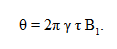 θ = 2π γ τ B₁.